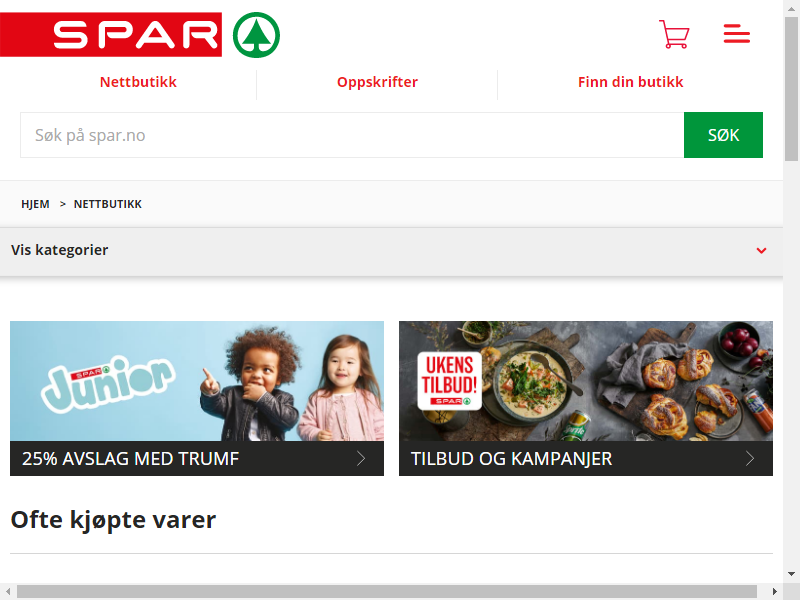 SPAR
Nettbutikk
Oppskrifter
Finn din butikk
Søk på spar.no
SØK
HJEM > NETTBUTIKK
Vis kategorier
SPAR
Junior
UKENS
TILBUD!
SPAR
25% AVSLAG MED TRUMF
TILBUD OG KAMPANJER
Ofte kjøpte varer